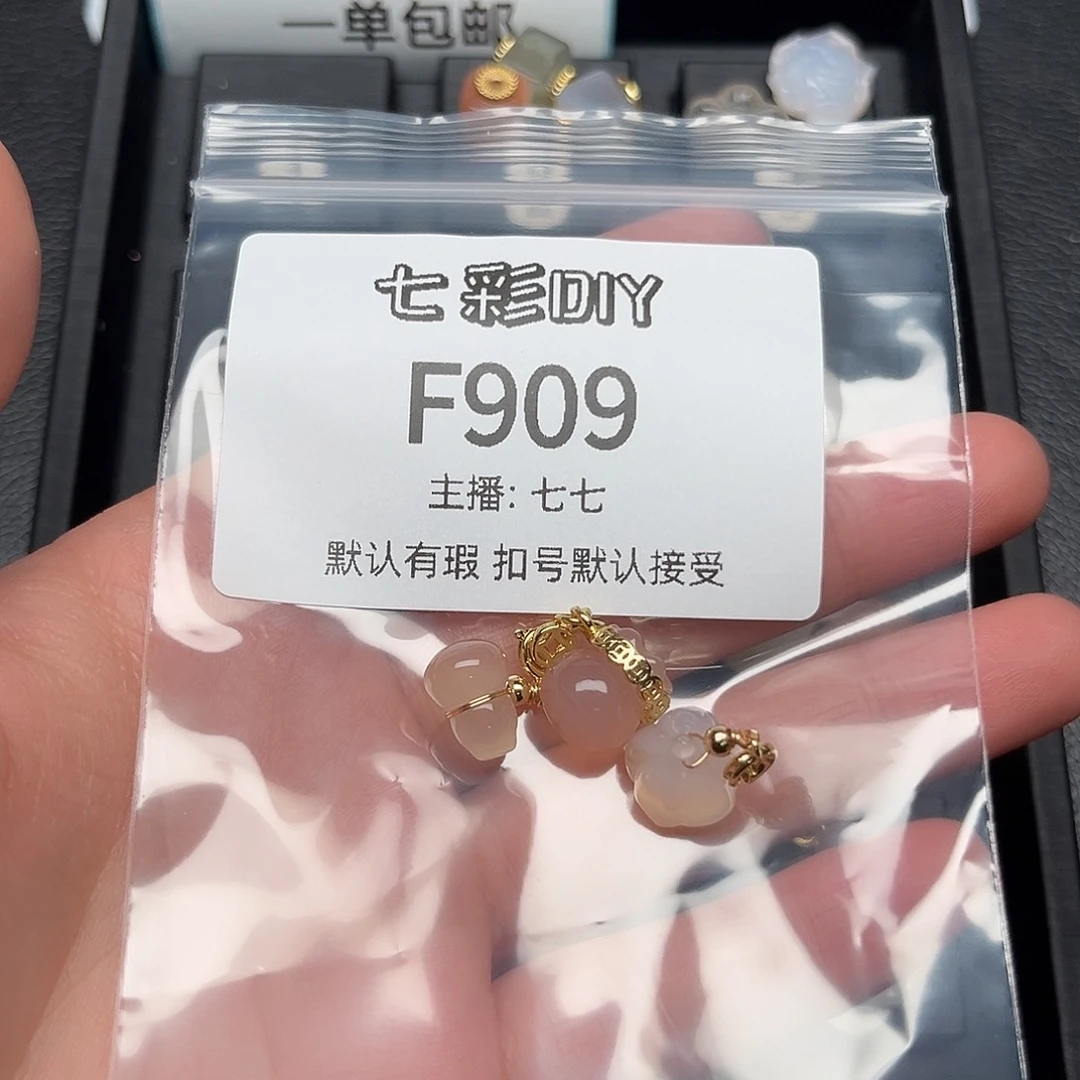 一单包邮
七彩DIY
F909
主播: 七七
默认有瑕 扣号默认接受